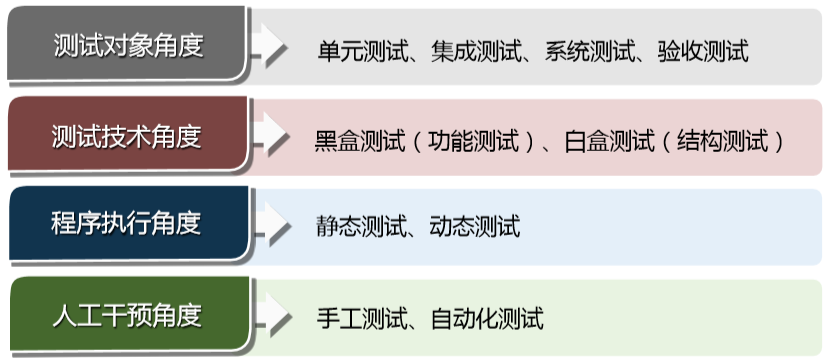 测试对象角度
单元测试、集成测试、系统测试、验收测试
测试技术角度
黑盒测试（功能测试）、白盒测试（结构测试）
程序执行角度
静态测试、动态测试
人工干预角度
手工测试、自动化测试